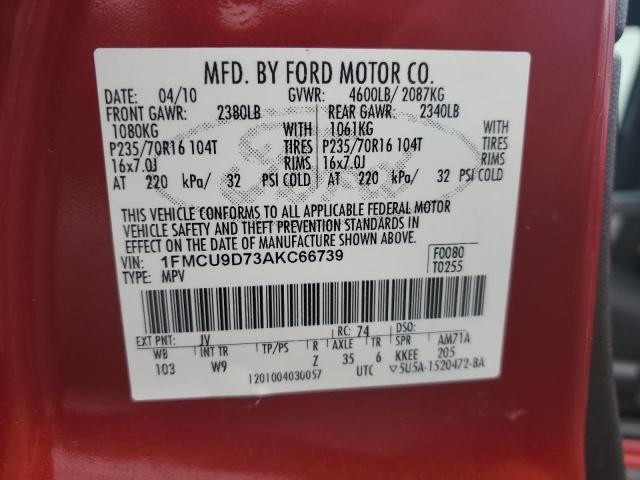 MFD. BY FORD MOTOR CO.
DATE: 04/10 GVWR: 4600LB/ 2087KG
FRONT GAWR: 2380LB REAR GAWR: 2340LB
1080KG WITH 1061KG WITH
P235/70R16 104T TIRES P235/70R16 104T TIRES
16x7.0J RIMS 16x7.0J RIMS
AT 220 kPa/ 32 PSI COLD AT 220 kPa/ 32 PSI COLD
THIS VEHICLE CONFORMS TO ALL APPLICABLE FEDERAL MOTOR
VEHICLE SAFETY AND THEFT PREVENTION STANDARDS IN
EFFECT ON THE DATE OF MANUFACTURE SHOWN ABOVE.
VIN: 1FMCU9D73AKC66739 F0080
TYPE: MPV T0255
EXT PNT: JV RC: 74 DSO:
WB INT TR TP/PS R AXLE TR SPR AM71A
103 W9 Z 35 6 KKEE 205
1201004030057 UTC ▽5U5A-1520472-BA